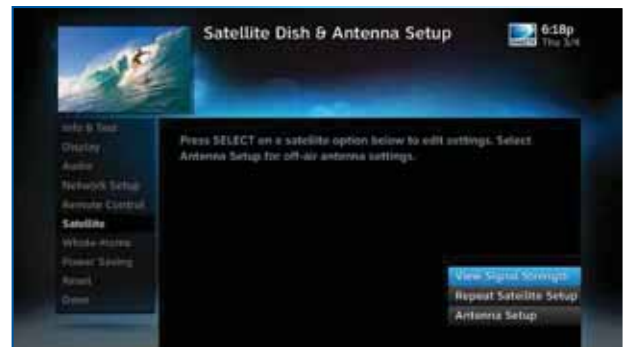 Satellite Dish & Antenna Setup
6:18p
Thu 3/4
Info & Test
Display
Audio
Network Setup
Remote Control
Satellite
Whole-Home
Power Saving
Reset
Done
Press SELECT on a satellite option below to edit settings. Select
Antenna Setup for off-air antenna settings.
View Signal Strength
Repeat Satellite Setup
Antenna Setup